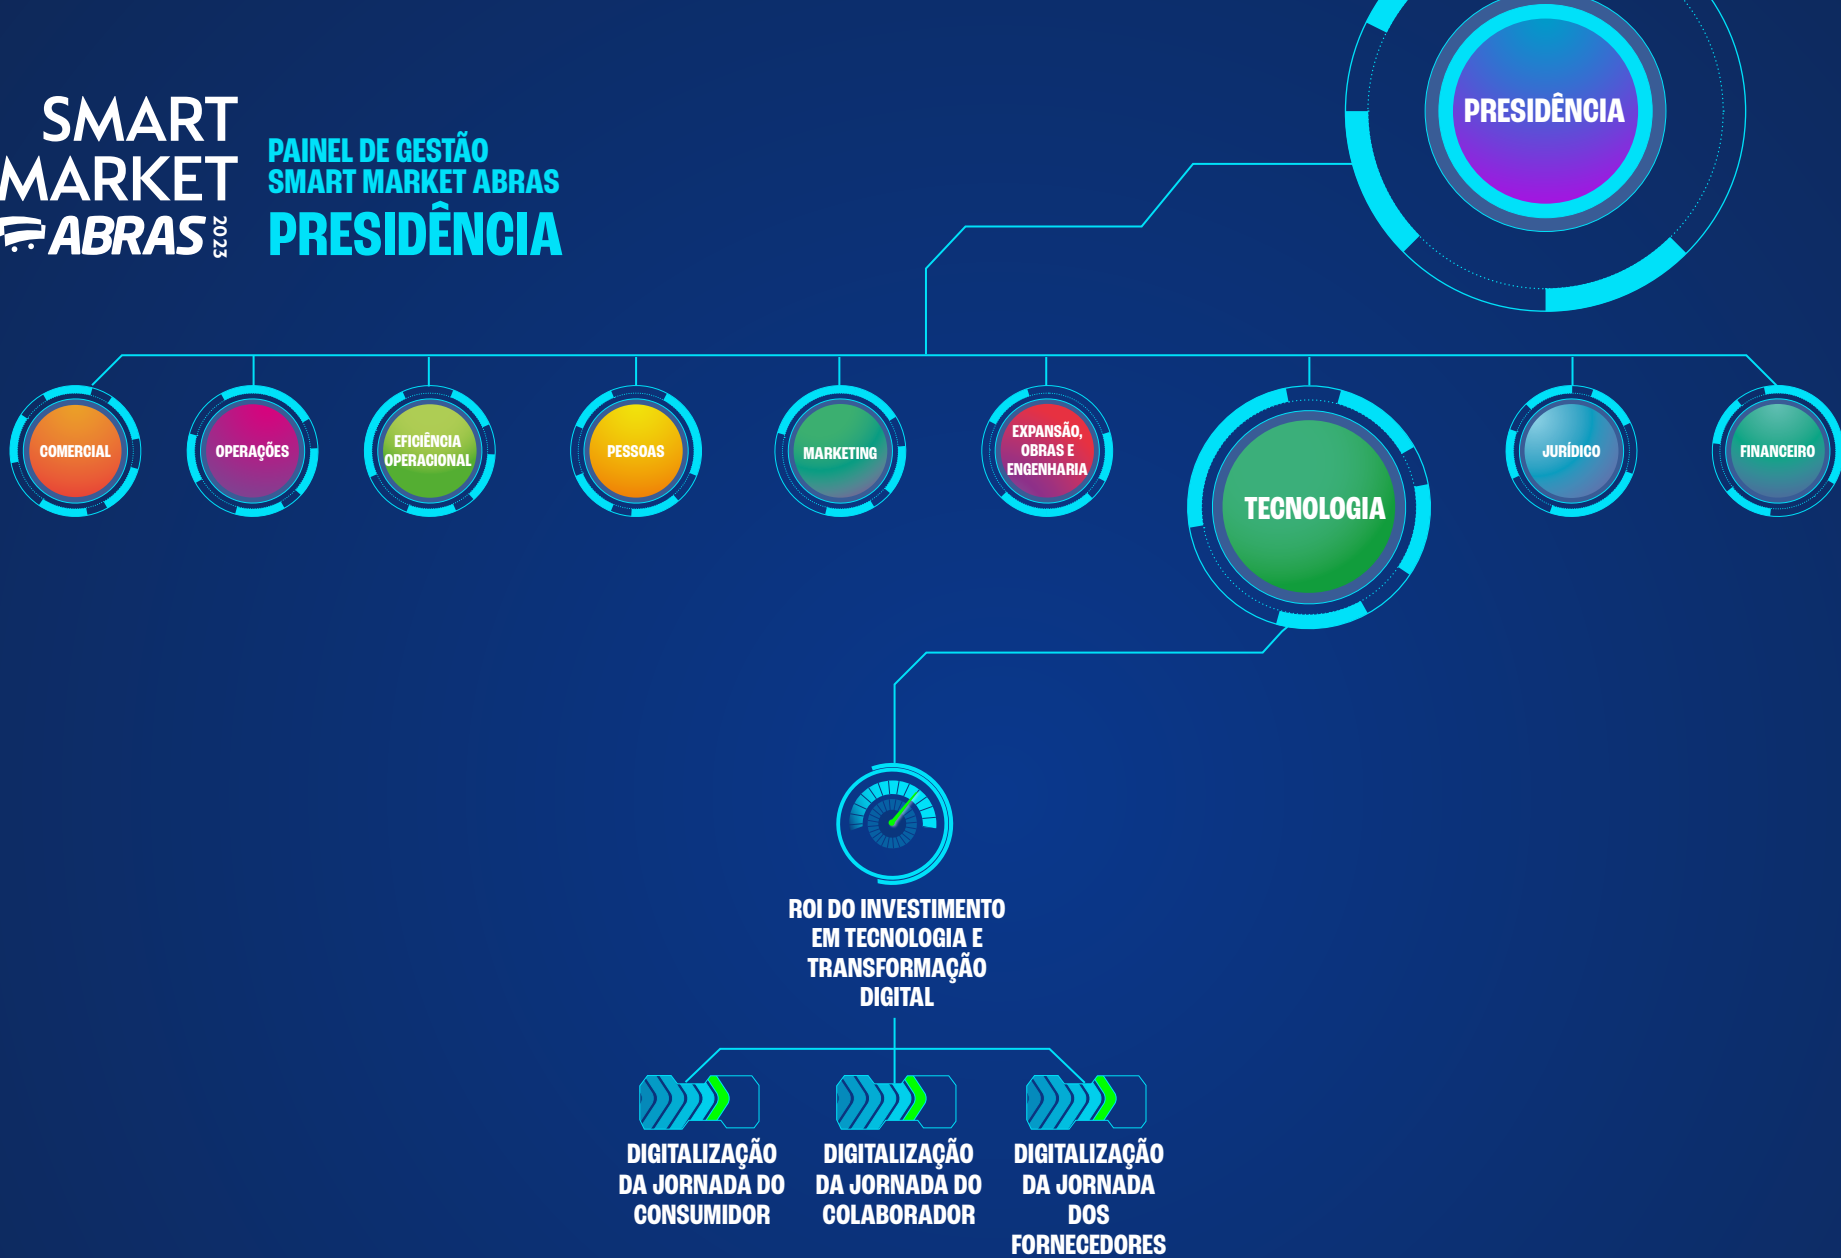 SMART
MARKET
ABRAS 2023
PAINEL DE GESTÃO
SMART MARKET ABRAS
PRESIDÊNCIA
PRESIDÊNCIA
COMERCIAL
OPERAÇÕES
EFICIÊNCIA
OPERACIONAL
PESSOAS
MARKETING
EXPANSÃO,
OBRAS E
ENGENHARIA
TECNOLOGIA
JURÍDICO
FINANCEIRO
ROI DO INVESTIMENTO
EM TECNOLOGIA E
TRANSFORMAÇÃO
DIGITAL
DIGITALIZAÇÃO
DA JORNADA DO
CONSUMIDOR
DIGITALIZAÇÃO
DA JORNADA DO
COLABORADOR
DIGITALIZAÇÃO
DA JORNADA
DOS
FORNECEDORES